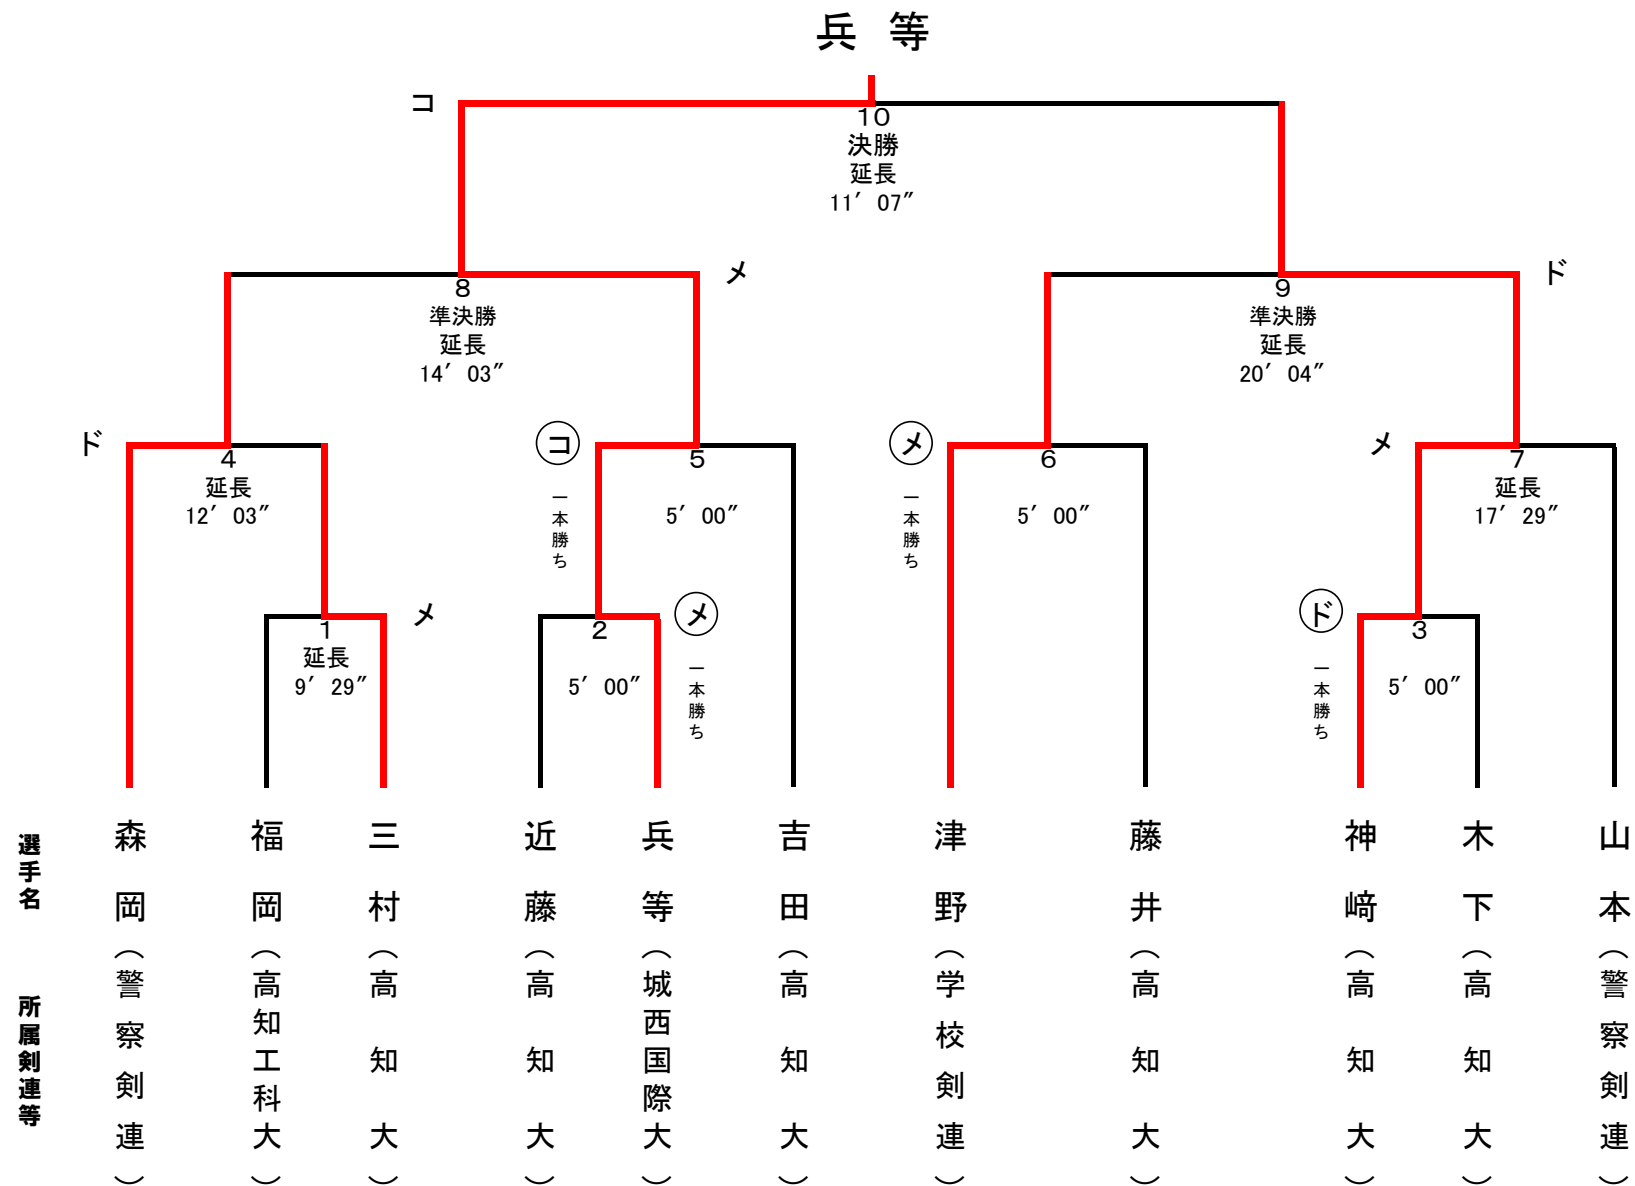 兵 等
コ
10
決勝
延長
11′ 07″
メ
ド
8
準決勝
延長
14′ 03″
9
準決勝
延長
20′ 04″
ド
コ
メ
メ
4
延長
12′ 03″
5
5′ 00″
6
5′ 00″
7
延長
17′ 29″
一本勝ち
一本勝ち
メ
メ
ド
1
延長
9′ 29″
2
5′ 00″
3
5′ 00″
一本勝ち
一本勝ち
選手名
所属剣連等
森岡(警察剣連)
福岡(高知工科大)
三村(高知大)
近藤(高知大)
兵等(城西国際大)
吉田(高知大)
津野(学校剣連)
藤井(高知大)
神﨑(高知大)
木下(高知大)
山本(警察剣連)